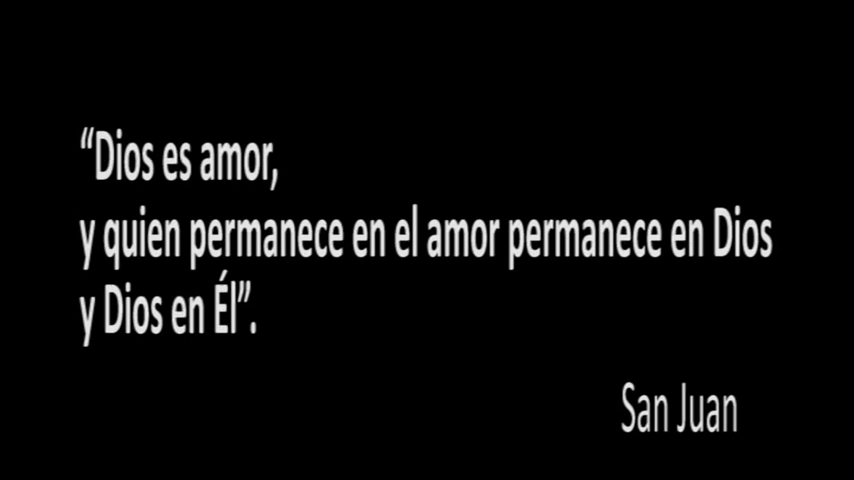 “Dios es amor,
y quien permanece en el amor permanece en Dios
y Dios en Él”.
San Juan